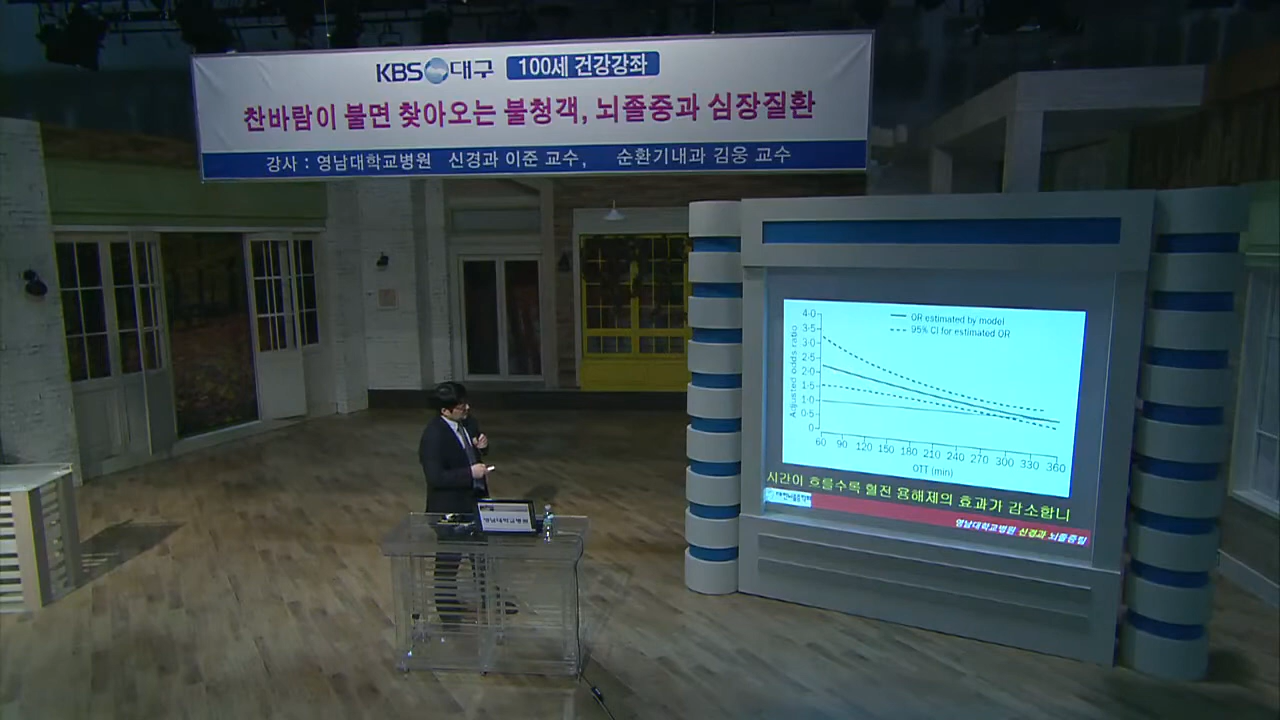 KBS 대구 100세 건강강좌
찬바람이 불면 찾아오는 불청객, 뇌졸중과 심장질환
강사 : 영남대학교병원 신경과 이준 교수, 순환기내과 김웅 교수
OR estimated by model
95% CI for estimated OR
Adjusted odds ratio
4·0
3·5
3·0
2·5
2·0
1·5
1·0
0·5
0
60 90 120 150 180 210 240 270 300 330 360
OTT (min)
시간이 흐를수록 혈전 용해제의 효과가 감소합니
영남대학교병원 신경과 뇌졸중팀
영남대학교병원